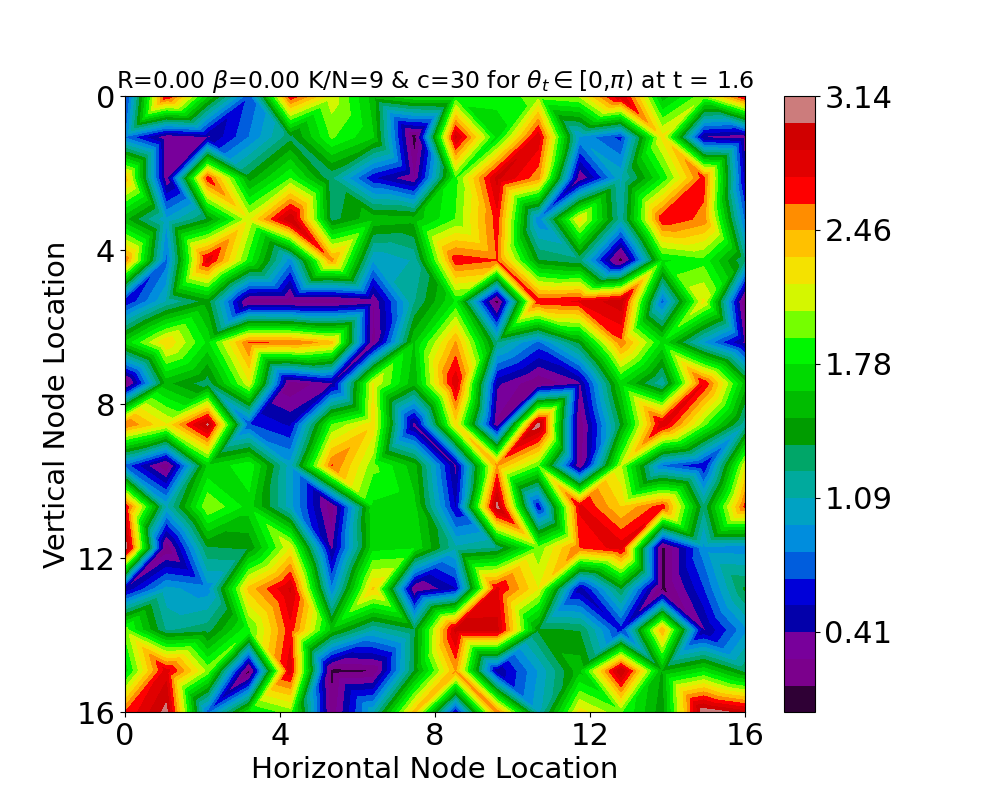 R=0.00 β=0.00 K/N=9 & c=30 for θ_t ∈ [0,π) at t = 1.6
0
4
8
12
16
Vertical Node Location
0 4 8 12 16
Horizontal Node Location
3.14
2.46
1.78
1.09
0.41